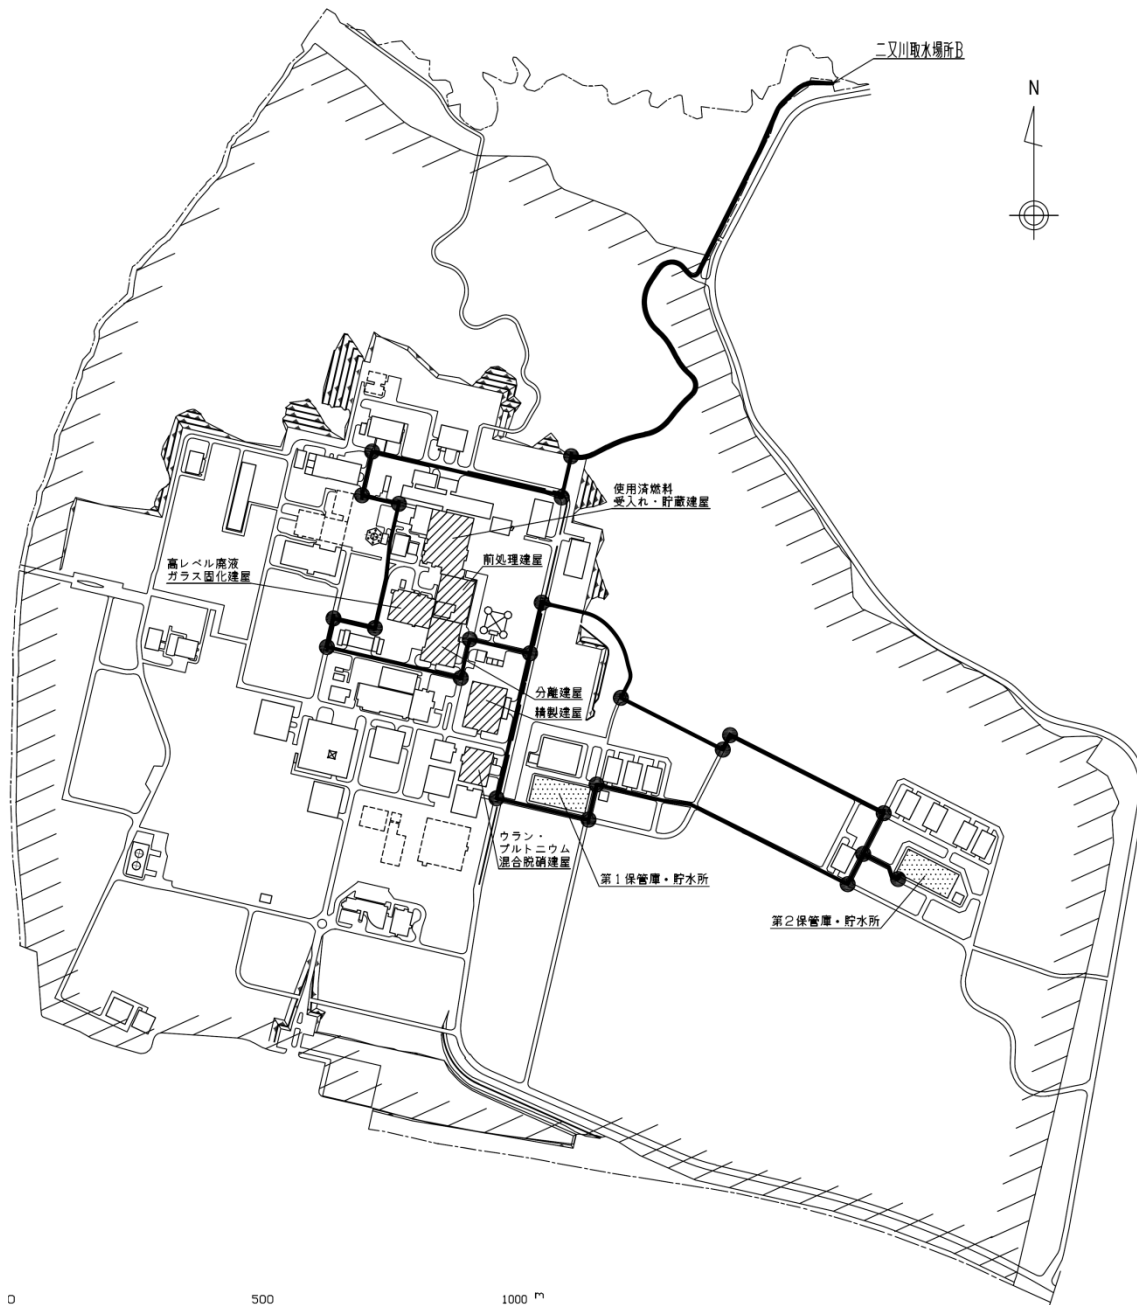 二又川取水場所B
N
使用済燃料
受入れ・貯蔵建屋
前処理建屋
高レベル廃液
ガラス固化建屋
分離建屋
精製建屋
ウラン・
プルトニウム
混合脱硝建屋
第1保管庫・貯水所
第2保管庫・貯水所
0 500 1000 m